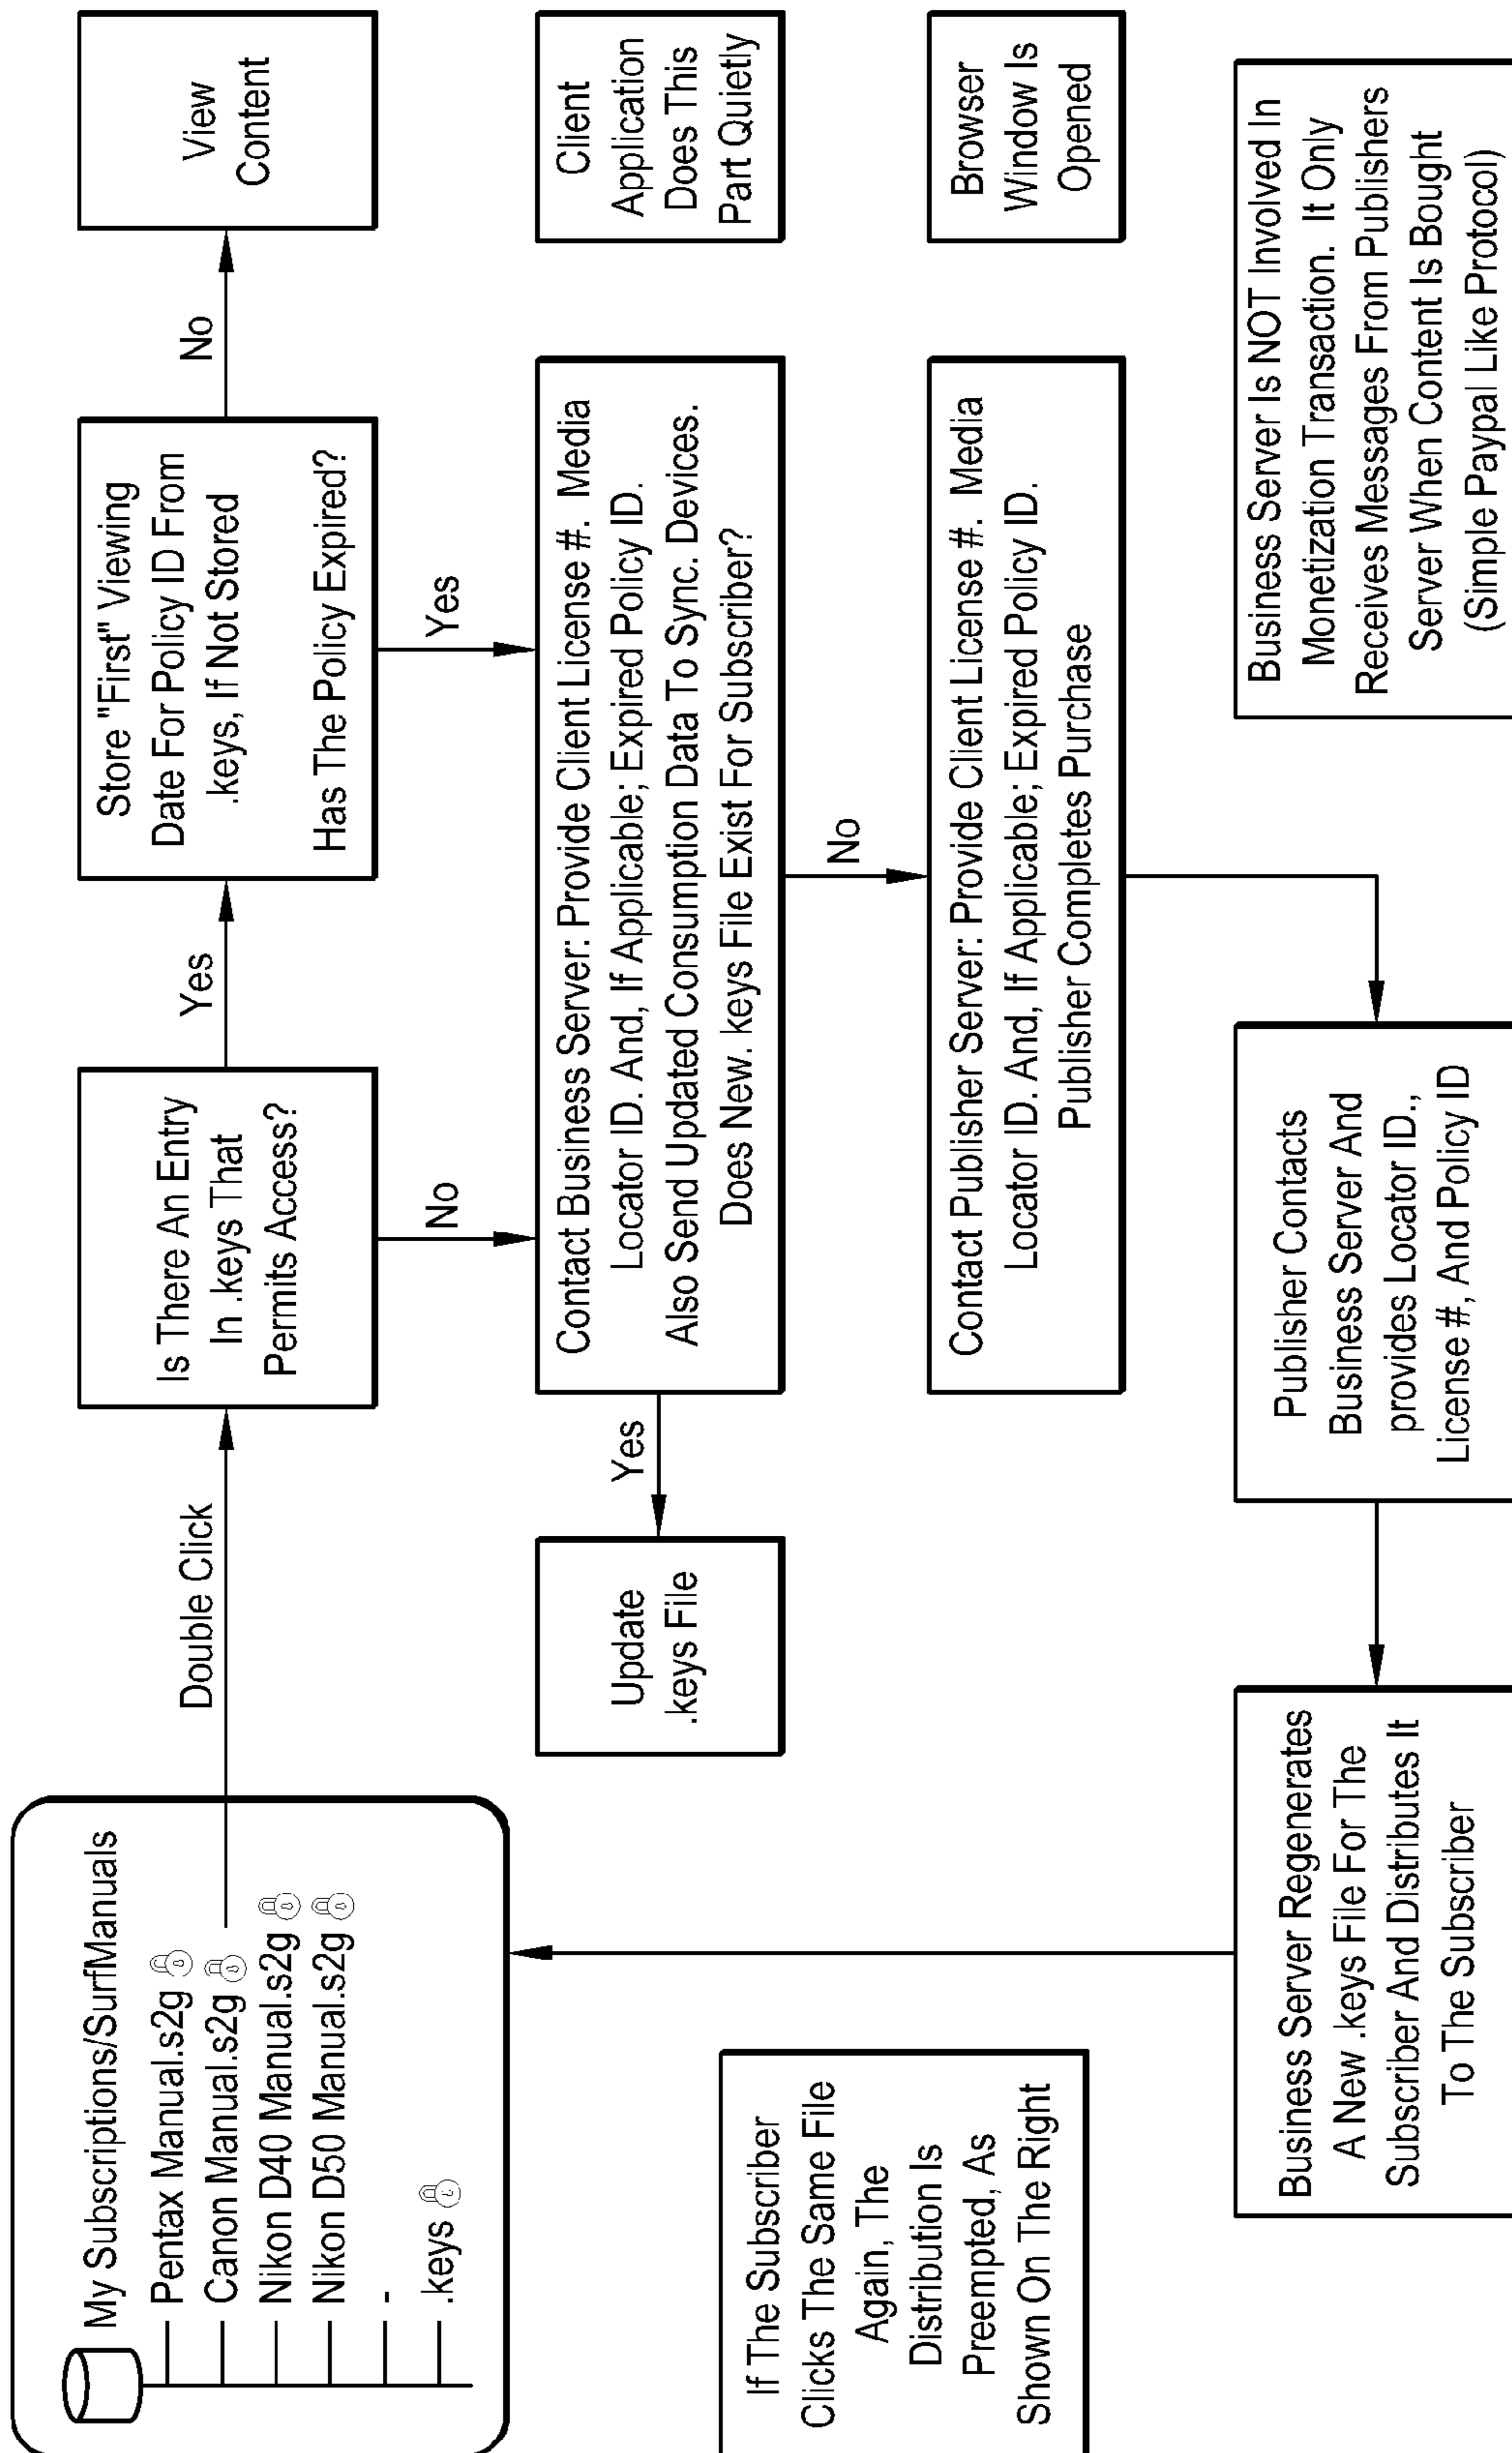 My Subscriptions/SurfManuals
Pentax Manual.s2g
Canon Manual.s2g
Nikon D40 Manual.s2g
Nikon D50 Manual.s2g
-
.keys
Double Click
Is There An Entry
In .keys That
Permits Access?
Yes
Store "First" Viewing
Date For Policy ID From
.keys, If Not Stored
Has The Policy Expired?
No
View
Content
No
Yes
Update
.keys File
Yes
Contact Business Server: Provide Client License #. Media
Locator ID. And, If Applicable; Expired Policy ID.
Also Send Updated Consumption Data To Sync. Devices.
Does New. keys File Exist For Subscriber?
Client
Application
Does This
Part Quietly
No
Contact Publisher Server: Provide Client License #. Media
Locator ID. And, If Applicable; Expired Policy ID.
Publisher Completes Purchase
Browser
Window Is
Opened
If The Subscriber
Clicks The Same File
Again, The
Distribution Is
Preempted, As
Shown On The Right
Business Server Regenerates
A New .keys File For The
Subscriber And Distributes It
To The Subscriber
Publisher Contacts
Business Server And
provides Locator ID.,
License #, And Policy ID
Business Server Is NOT Involved In
Monetization Transaction. It Only
Receives Messages From Publishers
Server When Content Is Bought
(Simple Paypal Like Protocol)